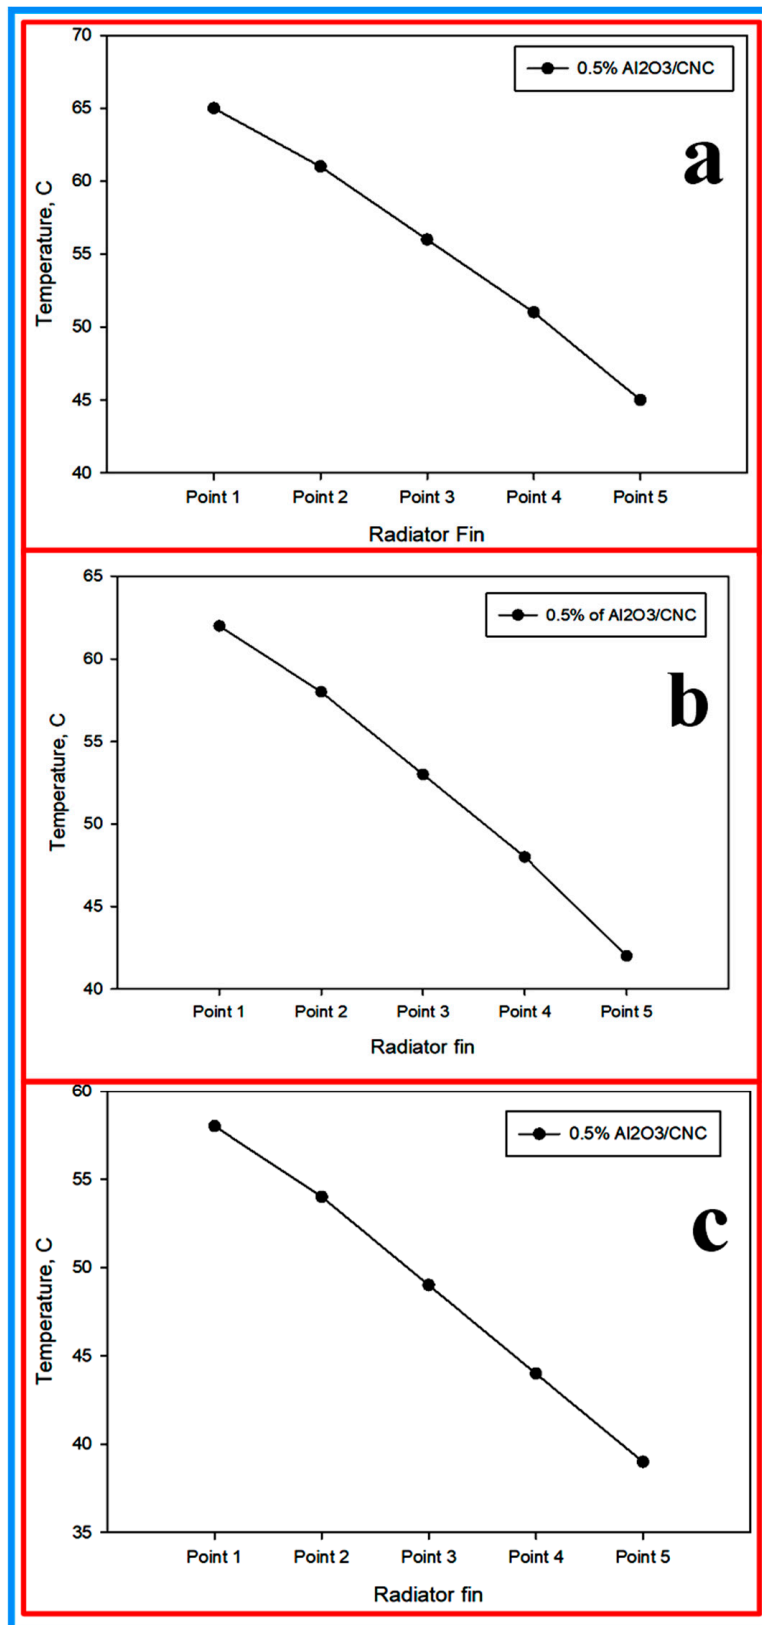 70
0.5% Al2O3/CNC
65
a
60
55
50
45
40
Temperature, C
Point 1 Point 2 Point 3 Point 4 Point 5
Radiator Fin
65
0.5% of Al2O3/CNC
60
b
55
50
45
40
Temperature, C
Point 1 Point 2 Point 3 Point 4 Point 5
Radiator fin
60
0.5% Al2O3/CNC
55
c
50
45
40
35
Temperature, C
Point 1 Point 2 Point 3 Point 4 Point 5
Radiator fin